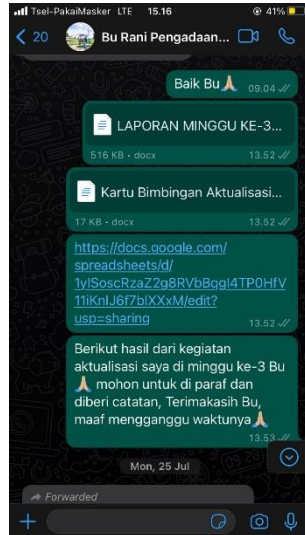 Tsel-PakaiMasker LTE 15.16 41%
20 Bu Rani Pengadaan...
Baik Bu🙏 09.04
LAPORAN MINGGU KE-3...
516 KB • docx 13.52
Kartu Bimbingan Aktualisasi...
17 KB • docx 13.52
https://docs.google.com/
spreadsheets/d/
1ylSoscRzaZ2g8RVbBqgl4TP0HfV
11iKnIJ6f7blXXxM/edit?
usp=sharing
13.52
Berikut hasil dari kegiatan
aktualisasi saya di minggu ke-3 Bu
🙏 mohon untuk di paraf dan
diberi catatan, Terimakasih Bu,
maaf mengganggu waktunya🙏
13.53
Mon, 25 Jul
Forwarded